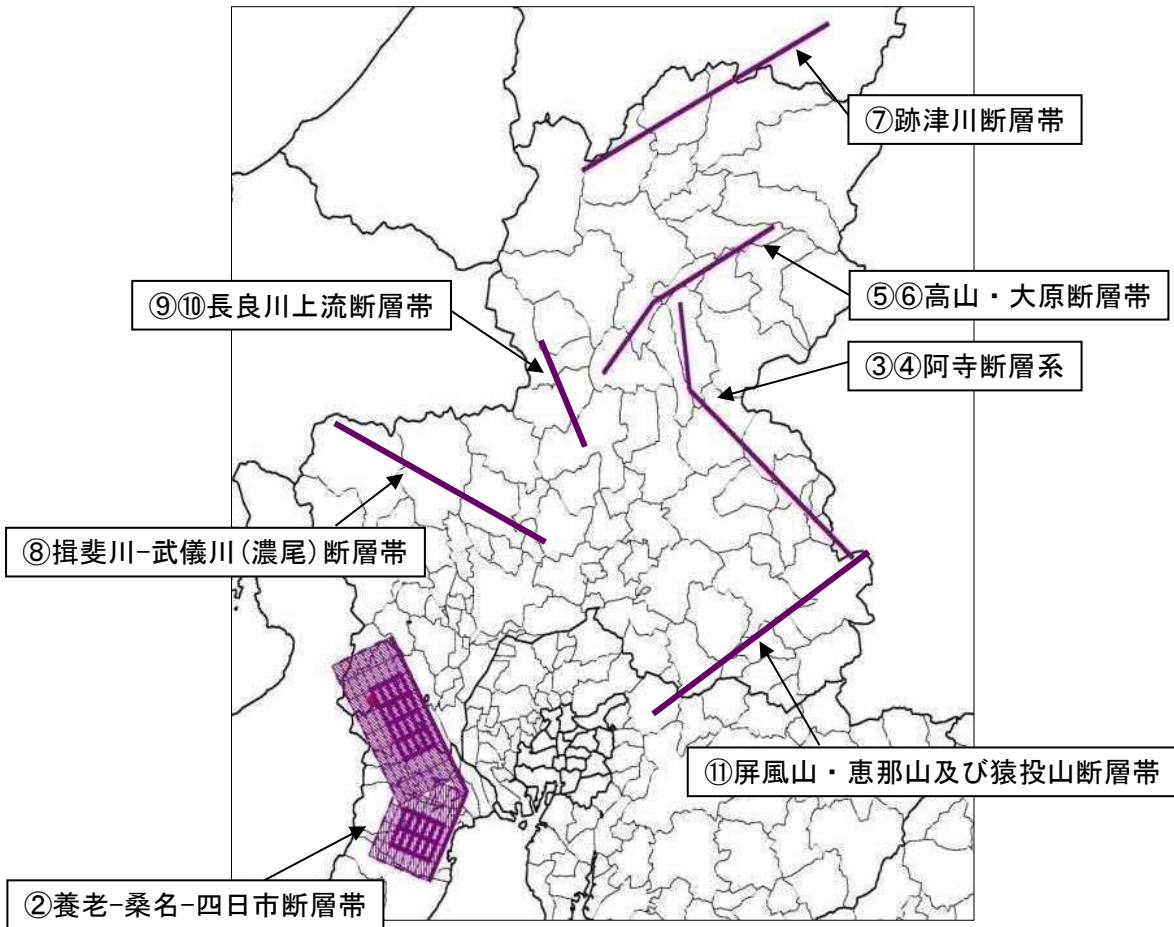 ⑦跡津川断層帯
⑤⑥高山・大原断層帯
⑨⑩長良川上流断層帯
③④阿寺断層系
⑧揖斐川-武儀川(濃尾)断層帯
⑪屏風山・恵那山及び猿投山断層帯
②養老-桑名-四日市断層帯